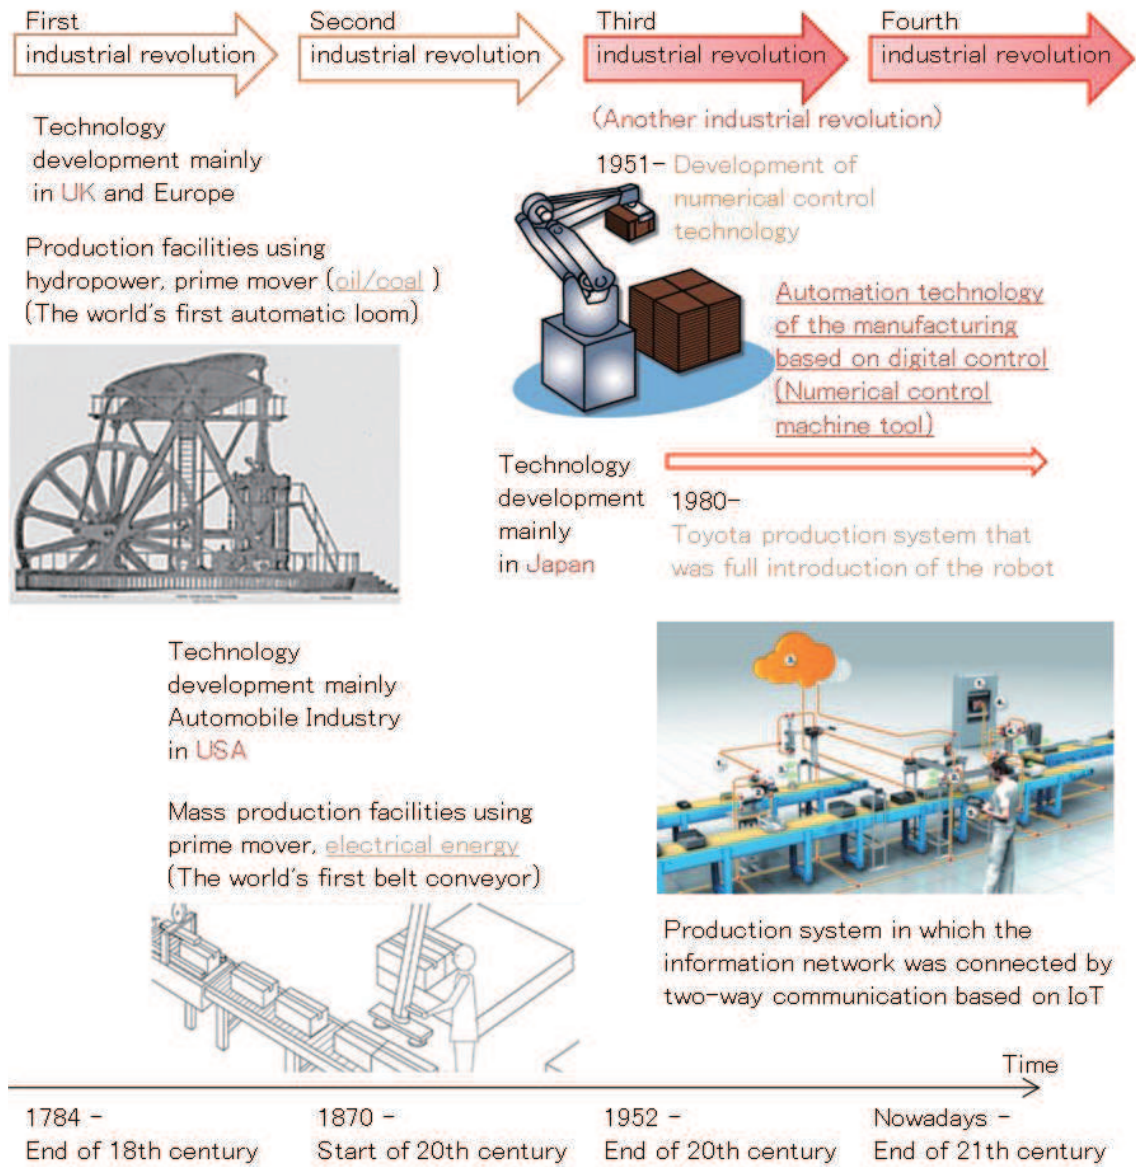 First
industrial revolution
Second
industrial revolution
Third
industrial revolution
Fourth
industrial revolution
Technology
development mainly
in UK and Europe
Production facilities using
hydropower, prime mover (oil/coal )
(The world's first automatic loom)
(Another industrial revolution)
1951- Development of
numerical control
technology
Automation technology
of the manufacturing
based on digital control
(Numerical control
machine tool)
Technology
development
mainly
in Japan
1980-
Toyota production system that
was full introduction of the robot
Technology
development mainly
Automobile Industry
in USA
Mass production facilities using
prime mover, electrical energy
(The world's first belt conveyor)
Production system in which the
information network was connected by
two-way communication based on IoT
Time
1784 -
End of 18th century
1870 -
Start of 20th century
1952 -
End of 20th century
Nowadays -
End of 21th century